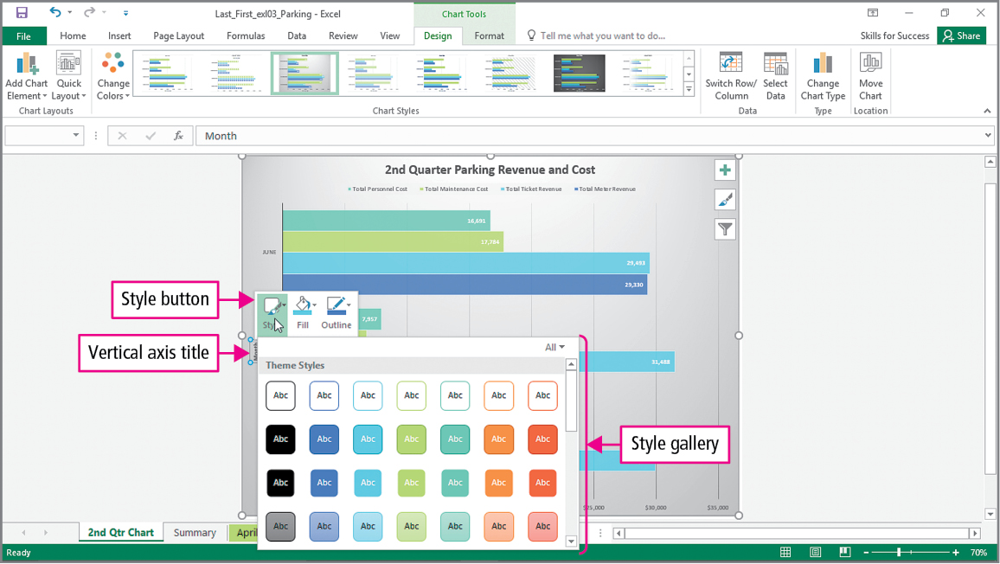 Last_First_exl03_Parking - Excel
Chart Tools
File Home Insert Page Layout Formulas Data Review View Design Format Tell me what you want to do... Skills for Success Share
Add Chart Element Quick Layout
Chart Layouts
Change Colors
Chart Styles
Switch Row/ Column Select Data
Data
Change Chart Type
Type
Move Chart
Location
fx Month
2nd Quarter Parking Revenue and Cost
Total Personnel Cost Total Maintenance Cost Total Ticket Revenue Total Meter Revenue
16,691
17,784
JUNE
29,493
29,330
Style button
Style Fill Outline
7,957
Vertical axis title
Month
31,488
All
Theme Styles
Abc Abc Abc Abc Abc Abc Abc
Abc Abc Abc Abc Abc Abc Abc
Style gallery
Abc Abc Abc Abc Abc Abc Abc
$25,000 $30,000 $35,000
Abc Abc Abc Abc Abc Abc Abc
2nd Qtr Chart Summary April
Ready 70%